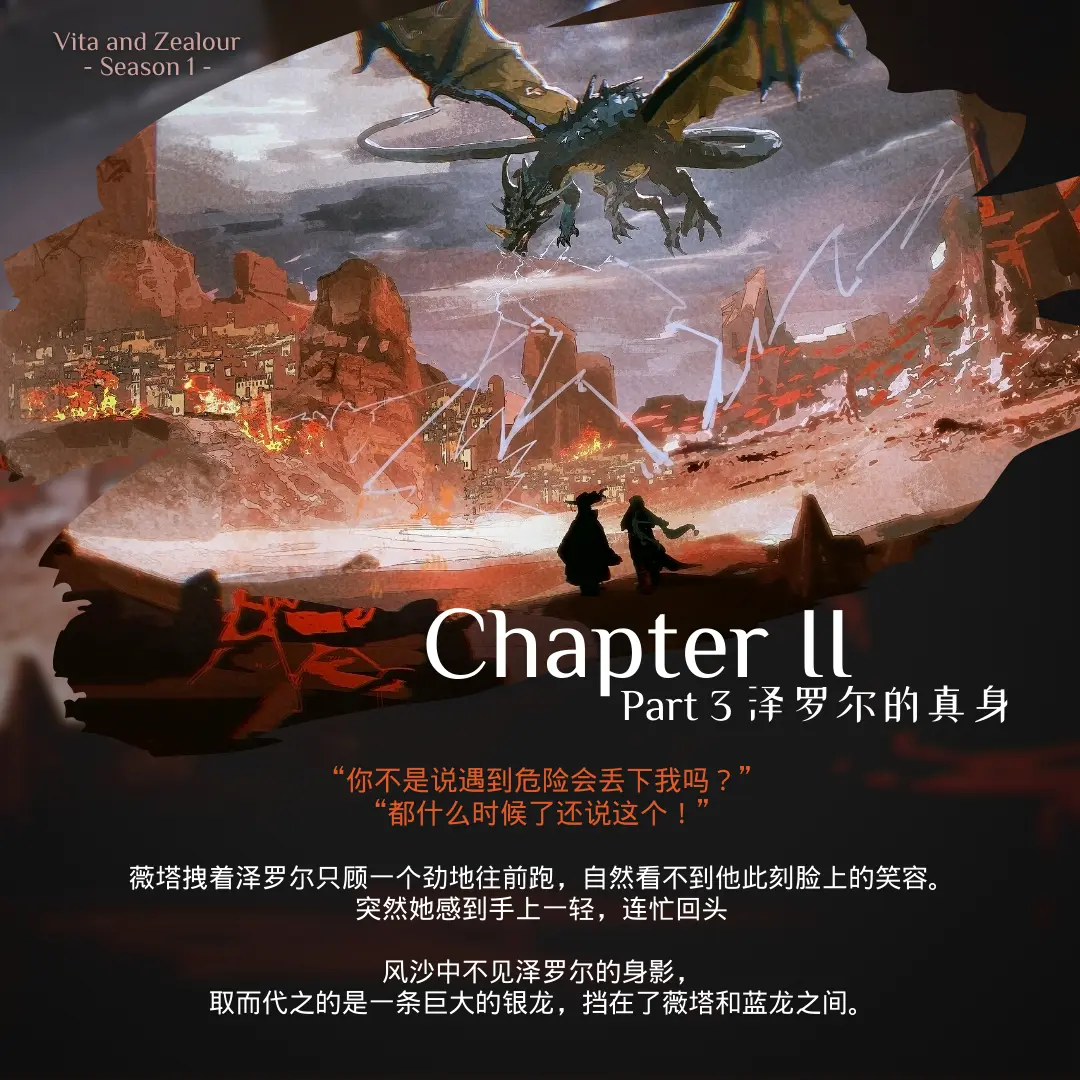 Vita and Zealour
- Season 1 -
Chapter II
Part 3 泽罗尔的真身
“你不是说遇到危险会丢下我吗？”
“都什么时候了还说这个！”
薇塔拽着泽罗尔只顾一个劲地往前跑，自然看不到他此刻脸上的笑容。
突然她感到手上一轻，连忙回头
风沙中不见泽罗尔的身影，
取而代之的是一条巨大的银龙，挡在了薇塔和蓝龙之间。